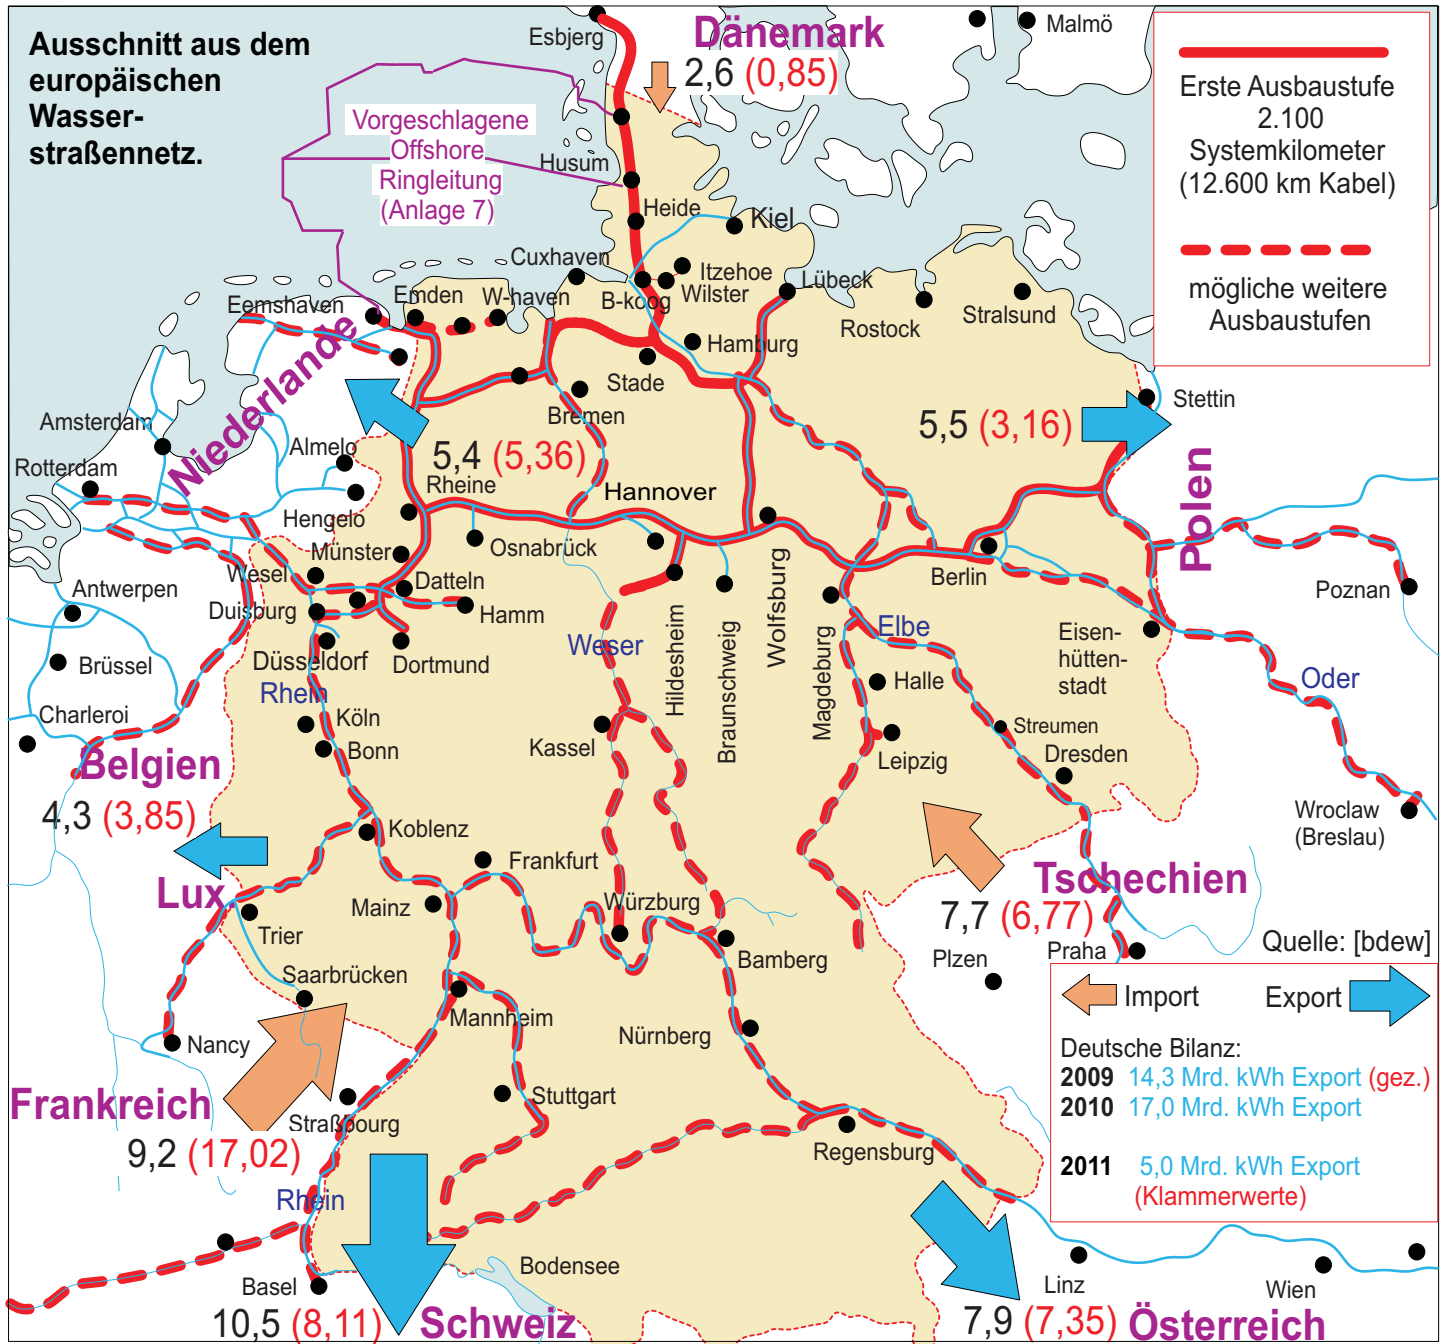 Ausschnitt aus dem
europäischen
Wasser-
straßennetz.
Esbjerg
Dänemark
2,6 (0,85)
Malmö
Erste Ausbaustufe
2.100
Systemkilometer
(12.600 km Kabel)
mögliche weitere
Ausbaustufen
Vorgeschlagene
Offshore
Ringleitung
(Anlage 7)
Husum
Heide
Kiel
Cuxhaven
Itzehoe
Wilster
B-koog
Lübeck
Rostock
Stralsund
Eemshaven
Emden
W-haven
Hamburg
Stade
Bremen
Stettin
Niederlande
Amsterdam
Rotterdam
Almelo
Hengelo
5,4 (5,36)
5,5 (3,16)
Polen
Rheine
Hannover
Osnabrück
Münster
Wesel
Datteln
Hamm
Duisburg
Düsseldorf
Dortmund
Antwerpen
Brüssel
Charleroi
Weser
Hildesheim
Braunschweig
Wolfsburg
Magdeburg
Elbe
Berlin
Poznan
Eisen-
hütten-
stadt
Oder
Halle
Streumen
Leipzig
Dresden
Wroclaw
(Breslau)
Rhein
Köln
Bonn
Kassel
Belgien
4,3 (3,85)
Koblenz
Frankfurt
Lux.
Mainz
Würzburg
Trier
Saarbrücken
Bamberg
Tschechien
7,7 (6,77)
Plzen
Praha
Quelle: [bdew]
Nancy
Mannheim
Nürnberg
Frankreich
9,2 (17,02)
Straßbourg
Stuttgart
Regensburg
Import
Export
Deutsche Bilanz:
2009 14,3 Mrd. kWh Export (gez.)
2010 17,0 Mrd. kWh Export
2011 5,0 Mrd. kWh Export
(Klammerwerte)
Rhein
Basel
Bodensee
10,5 (8,11)
Schweiz
Linz
Wien
7,9 (7,35)
Österreich